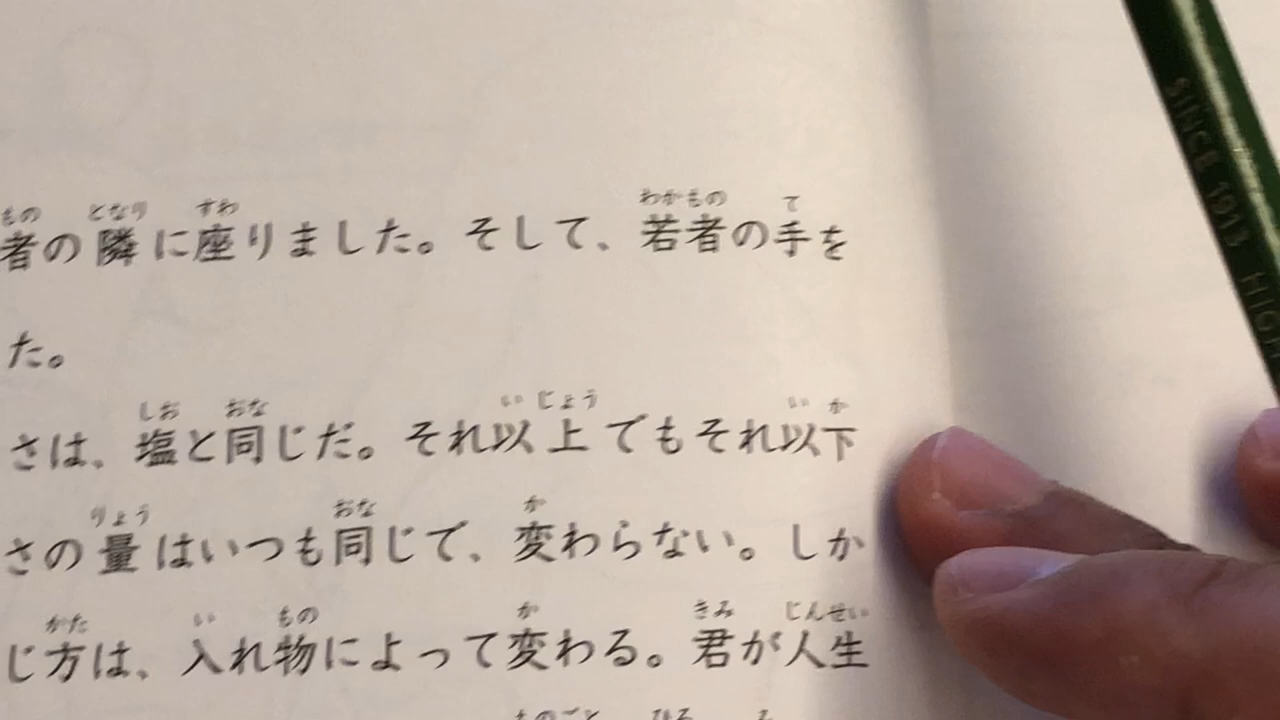 者の隣に座りました。そして、若者の手を
た。
さは、塩と同じだ。それ以上でもそれ以下
さの量はいつも同じで、変わらない。しか
じ方は、入れ物によって変わる。君が人生
SINCE 1913 HIGH